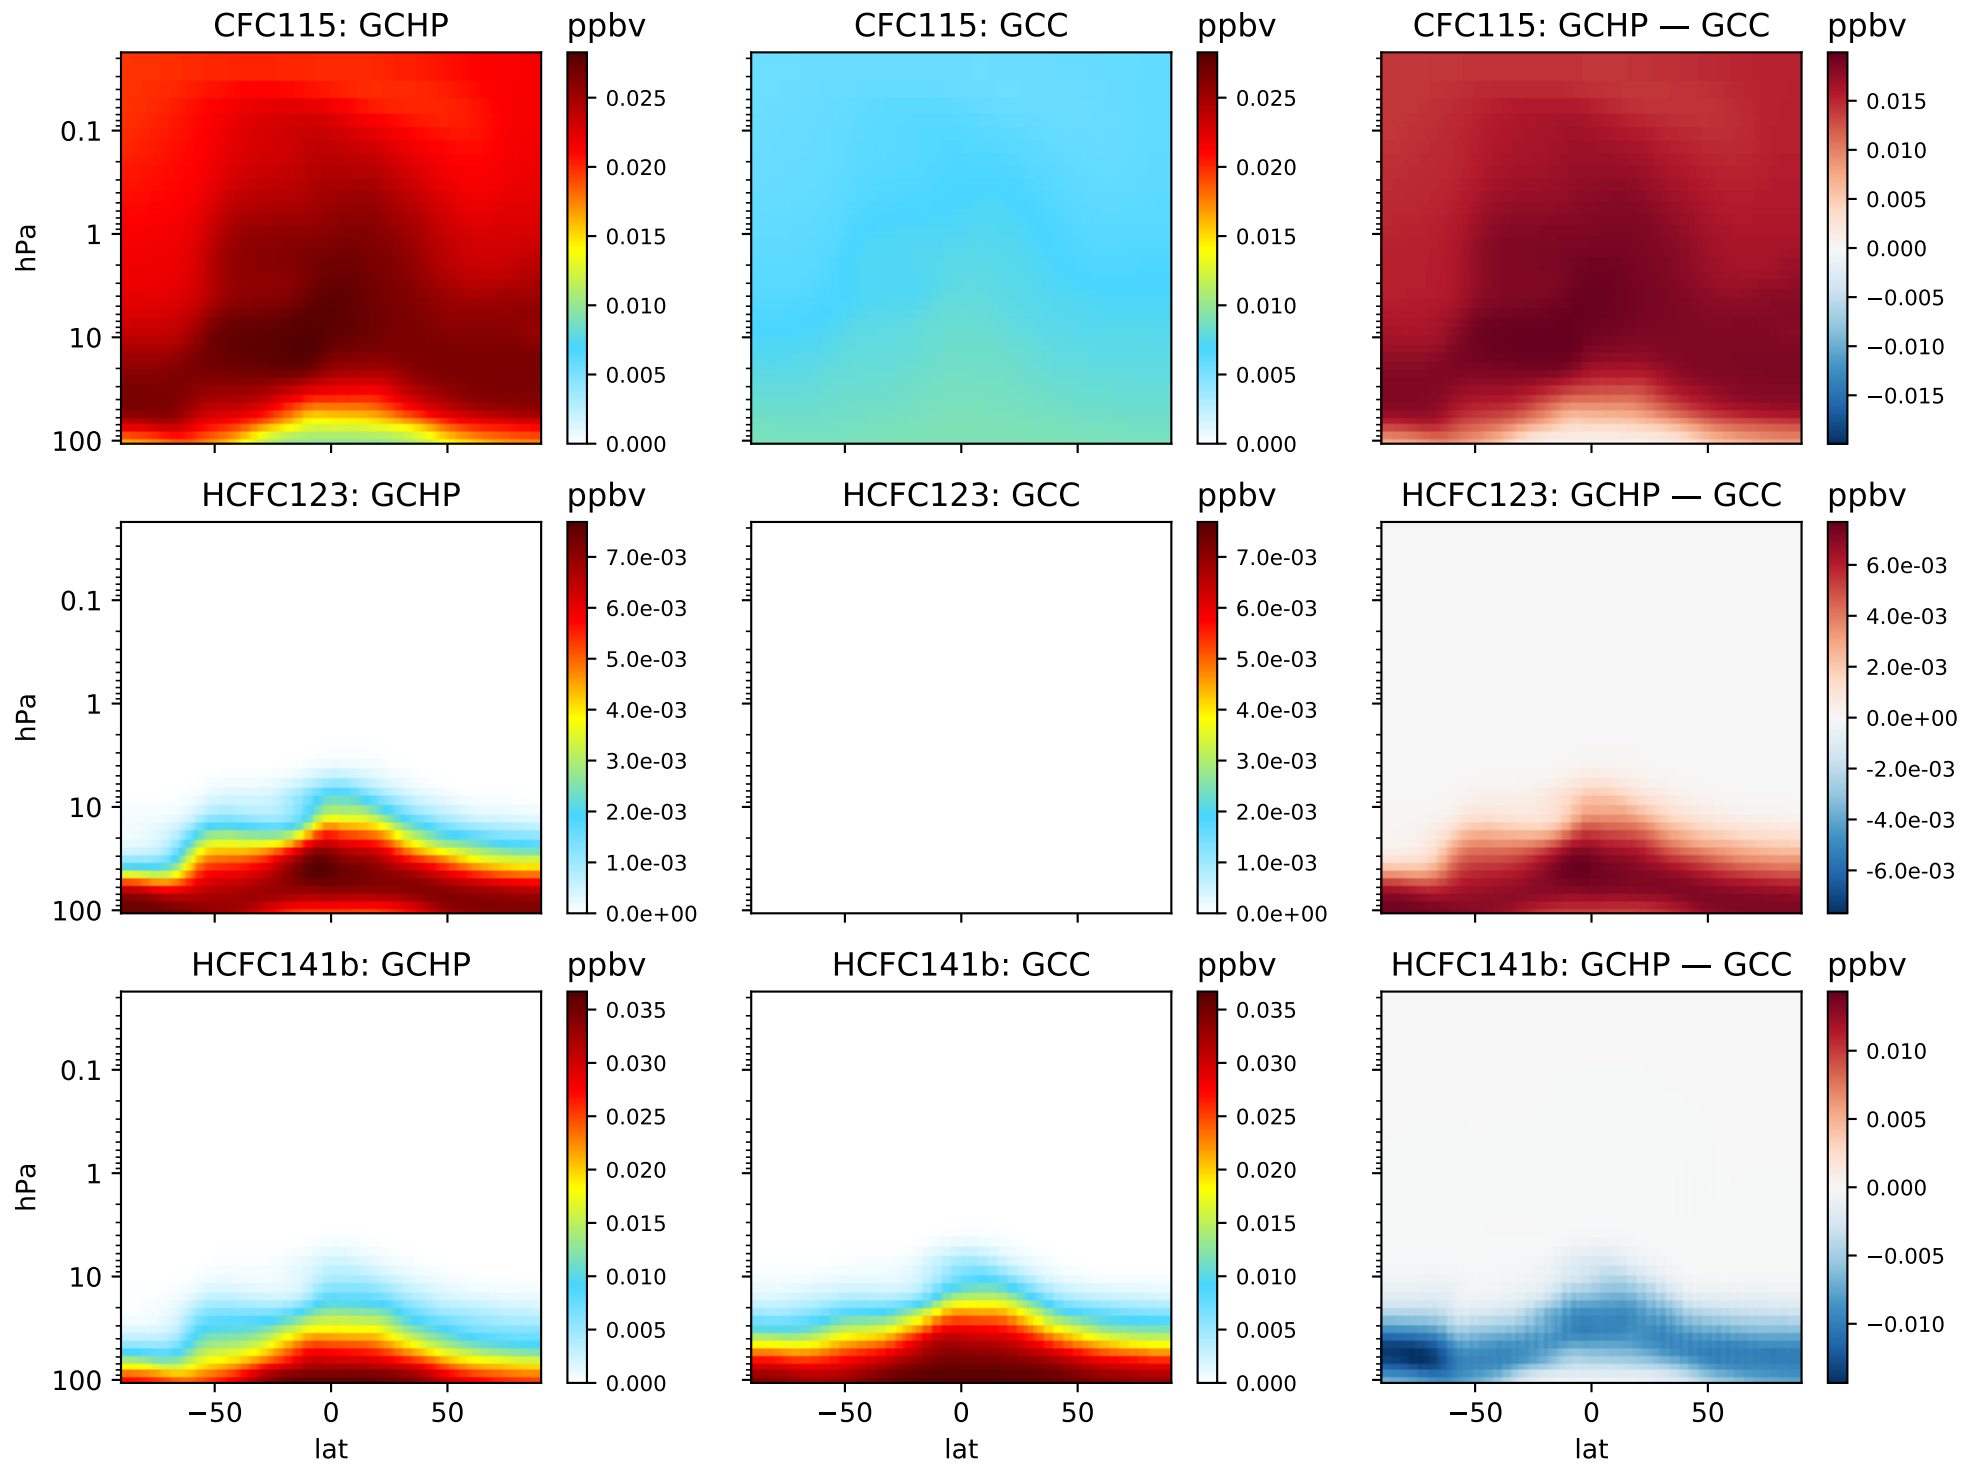 CFC115: GCHP ppbv CFC115: GCC ppbv CFC115: GCHP — GCC ppbv
0.025 0.025 0.015
0.1 0.020 0.020 0.010
0.005
hPa 1 0.015 0.015 0.000
0.010 0.010 −0.005
10 0.005 0.005 −0.010
−0.015
100 0.000 0.000
HCFC123: GCHP ppbv HCFC123: GCC ppbv HCFC123: GCHP — GCC ppbv
7.0e-03 7.0e-03 6.0e-03
0.1 6.0e-03 6.0e-03 4.0e-03
5.0e-03 5.0e-03 2.0e-03
hPa 1 4.0e-03 4.0e-03 0.0e+00
3.0e-03 3.0e-03 -2.0e-03
10 2.0e-03 2.0e-03 -4.0e-03
1.0e-03 1.0e-03 -6.0e-03
100 0.0e+00 0.0e+00
HCFC141b: GCHP ppbv HCFC141b: GCC ppbv HCFC141b: GCHP — GCC ppbv
0.035 0.035
0.1 0.030 0.030 0.010
0.025 0.025 0.005
hPa 1 0.020 0.020 0.000
0.015 0.015 −0.005
10 0.010 0.010 −0.010
0.005 0.005
100 0.000 0.000
−50 0 50 −50 0 50 −50 0 50
lat lat lat